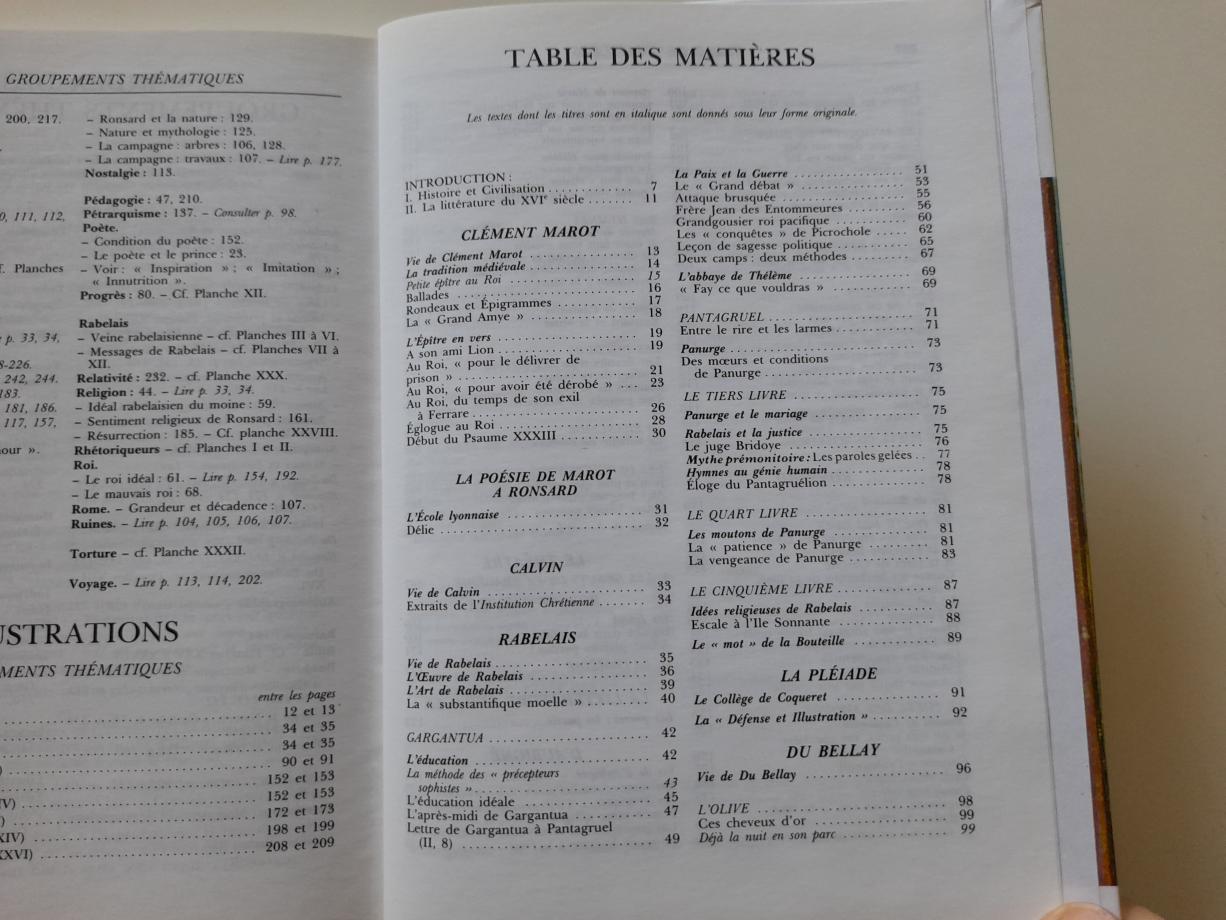 GROUPEMENTS THÉMATIQUES
200, 217.
0, 111, 112,
f. Planches
p. 33, 34,
8-226.
242, 244.
183.
181, 186.
117, 157,
our ».
– Ronsard et la nature : 129.
– Nature et mythologie : 125.
– La campagne : arbres : 106, 128.
– La campagne : travaux : 107. – Lire p. 177.
Nostalgie : 113.
Pédagogie : 47, 210.
Pétrarquisme : 137. – Consulter p. 98.
Poète.
– Condition du poète : 152.
– Le poète et le prince : 23.
– Voir : « Inspiration » ; « Imitation » ;
« Innutrition ».
Progrès : 80. – Cf. Planche XII.
Rabelais
– Veine rabelaisienne – cf. Planches III à VI.
– Messages de Rabelais – cf. Planches VII à
XII.
Relativité : 232. – cf. Planche XXX.
Religion : 44. – Lire p. 33, 34.
– Idéal rabelaisien du moine : 59.
– Sentiment religieux de Ronsard : 161.
– Résurrection : 185. – Cf. planche XXVIII.
Rhétoriqueurs – cf. Planches I et II.
Roi.
– Le roi idéal : 61. – Lire p. 154, 192.
– Le mauvais roi : 68.
Rome. – Grandeur et décadence : 107.
Ruines. – Lire p. 104, 105, 106, 107.
Torture – cf. Planche XXXII.
Voyage. – Lire p. 113, 114, 202.
USTRATIONS
MENTS THÉMATIQUES
entre les pages
12 et 13
34 et 35
34 et 35
) 90 et 91
152 et 153
IV) 152 et 153
) 172 et 173
XIV) 198 et 199
XXVI) 208 et 209
TABLE DES MATIÈRES
Les textes dont les titres sont en italique sont donnés sous leur forme originale.
INTRODUCTION :
I. Histoire et Civilisation ............ 7
II. La littérature du XVIe siècle ...... 11
CLÉMENT MAROT
Vie de Clément Marot ............ 13
La tradition médiévale ............ 14
Petite épître au Roi ............ 15
Ballades ............ 16
Rondeaux et Épigrammes ............ 17
La « Grand Amye » ............ 18
L'Épître en vers ............ 19
A son ami Lion ............ 19
Au Roi, « pour le délivrer de
prison » ............ 21
Au Roi, « pour avoir été dérobé » ... 23
Au Roi, du temps de son exil
à Ferrare ............ 26
Églogue au Roi ............ 28
Début du Psaume XXXIII ............ 30
LA POÉSIE DE MAROT
A RONSARD
L'École lyonnaise ............ 31
Délie ............ 32
CALVIN
Vie de Calvin ............ 33
Extraits de l'Institution Chrétienne ....... 34
RABELAIS
Vie de Rabelais ............ 35
L'Œuvre de Rabelais ............ 36
L'Art de Rabelais ............ 39
La « substantifique moelle » ......... 40
GARGANTUA ............ 42
L'éducation ............ 42
La méthode des « précepteurs
sophistes » ............ 43
L'éducation idéale ............ 45
L'après-midi de Gargantua ............ 47
Lettre de Gargantua à Pantagruel
(II, 8) ............ 49
La Paix et la Guerre ............ 51
Le « Grand débat » ............ 53
Attaque brusquée ............ 55
Frère Jean des Entommeures ......... 56
Grandgousier roi pacifique ......... 60
Les « conquêtes » de Picrochole ..... 62
Leçon de sagesse politique ........... 65
Deux camps : deux méthodes ......... 67
L'abbaye de Thélème ............ 69
« Fay ce que vouldras » ............ 69
PANTAGRUEL ............ 71
Entre le rire et les larmes ............ 71
Panurge ............ 73
Des mœurs et conditions
de Panurge ............ 73
LE TIERS LIVRE ............ 75
Panurge et le mariage ............ 75
Rabelais et la justice ............ 75
Le juge Bridoye ............ 76
Mythe prémonitoire : Les paroles gelées . . 77
Hymnes au génie humain ............ 78
Éloge du Pantagruélion ............ 78
LE QUART LIVRE ............ 81
Les moutons de Panurge ............ 81
La « patience » de Panurge ......... 81
La vengeance de Panurge ............ 83
LE CINQUIÈME LIVRE ............ 87
Idées religieuses de Rabelais ........... 87
Escale à l'Ile Sonnante ............ 88
Le « mot » de la Bouteille ............ 89
LA PLÉIADE
Le Collège de Coqueret ............ 91
La « Défense et Illustration » ........... 92
DU BELLAY
Vie de Du Bellay ............ 96
L'OLIVE ............ 98
Ces cheveux d'or ............ 99
Déjà la nuit en son parc ............ 99